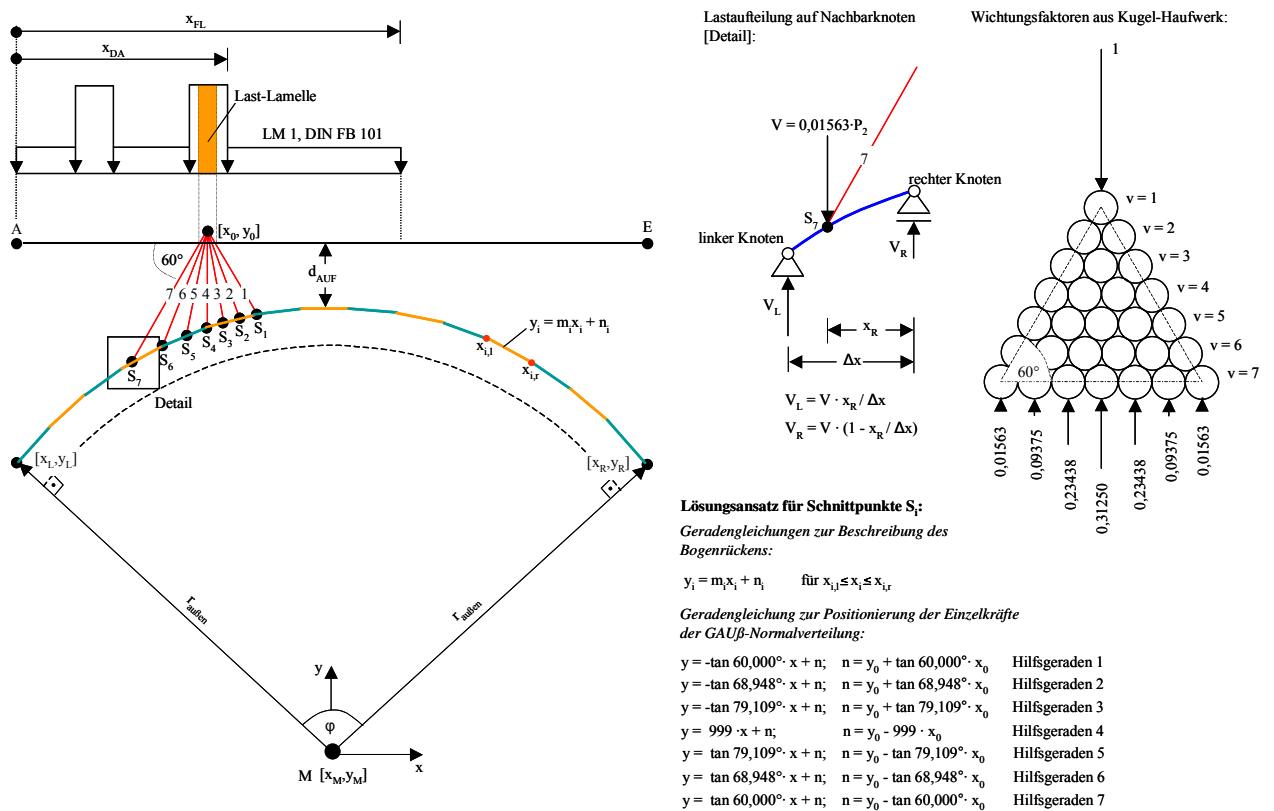 x_FL
x_DA
Last-Lamelle
LM 1, DIN FB 101
A
[x_0, y_0]
E
60°
d_AUF
7 6 5 4 3 2 1
S_1
S_2
S_3
S_4
S_5
S_6
S_7
y_i = m_i x_i + n_i
x_i,l
x_i,r
Detail
[x_L,y_L]
[x_R,y_R]
r_außen
r_außen
y
φ
M [x_M,y_M]
x
Lastaufteilung auf Nachbarknoten
[Detail]:
V = 0,01563·P_2
7
rechter Knoten
S_7
linker Knoten
V_R
V_L
x_R
Δx
V_L = V · x_R / Δx
V_R = V · (1 - x_R / Δx)
Wichtungsfaktoren aus Kugel-Haufwerk:
1
v = 1
v = 2
v = 3
v = 4
v = 5
v = 6
v = 7
60°
0,01563
0,09375
0,23438
0,31250
0,23438
0,09375
0,01563
Lösungsansatz für Schnittpunkte S_i:
Geradengleichungen zur Beschreibung des
Bogenrückens:
y_i = m_i x_i + n_i für x_i,l ≤ x_i ≤ x_i,r
Geradengleichung zur Positionierung der Einzelkräfte
der GAUß-Normalverteilung:
y = -tan 60,000°· x + n; n = y_0 + tan 60,000°· x_0 Hilfsgeraden 1
y = -tan 68,948°· x + n; n = y_0 + tan 68,948°· x_0 Hilfsgeraden 2
y = -tan 79,109°· x + n; n = y_0 + tan 79,109°· x_0 Hilfsgeraden 3
y = 999 ·x + n; n = y_0 - 999 · x_0 Hilfsgeraden 4
y = tan 79,109°· x + n; n = y_0 - tan 79,109°· x_0 Hilfsgeraden 5
y = tan 68,948°· x + n; n = y_0 - tan 68,948°· x_0 Hilfsgeraden 6
y = tan 60,000°· x + n; n = y_0 - tan 60,000°· x_0 Hilfsgeraden 7